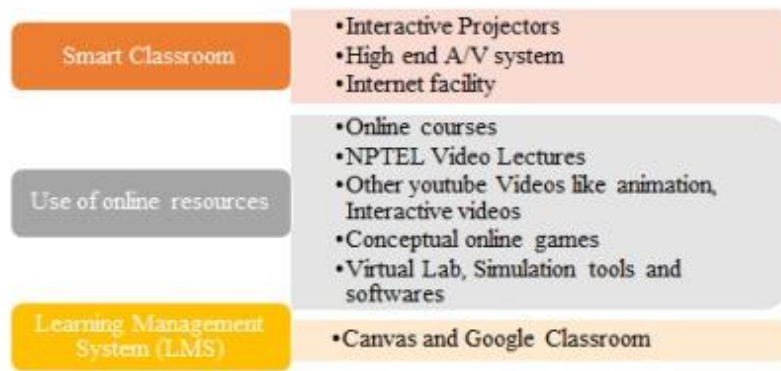 Smart Classroom
•Interactive Projectors
•High end A/V system
•Internet facility
Use of online resources
•Online courses
•NPTEL Video Lectures
•Other youtube Videos like animation,
Interactive videos
•Conceptual online games
•Virtual Lab, Simulation tools and
softwares
Learning Management
System (LMS)
•Canvas and Google Classroom